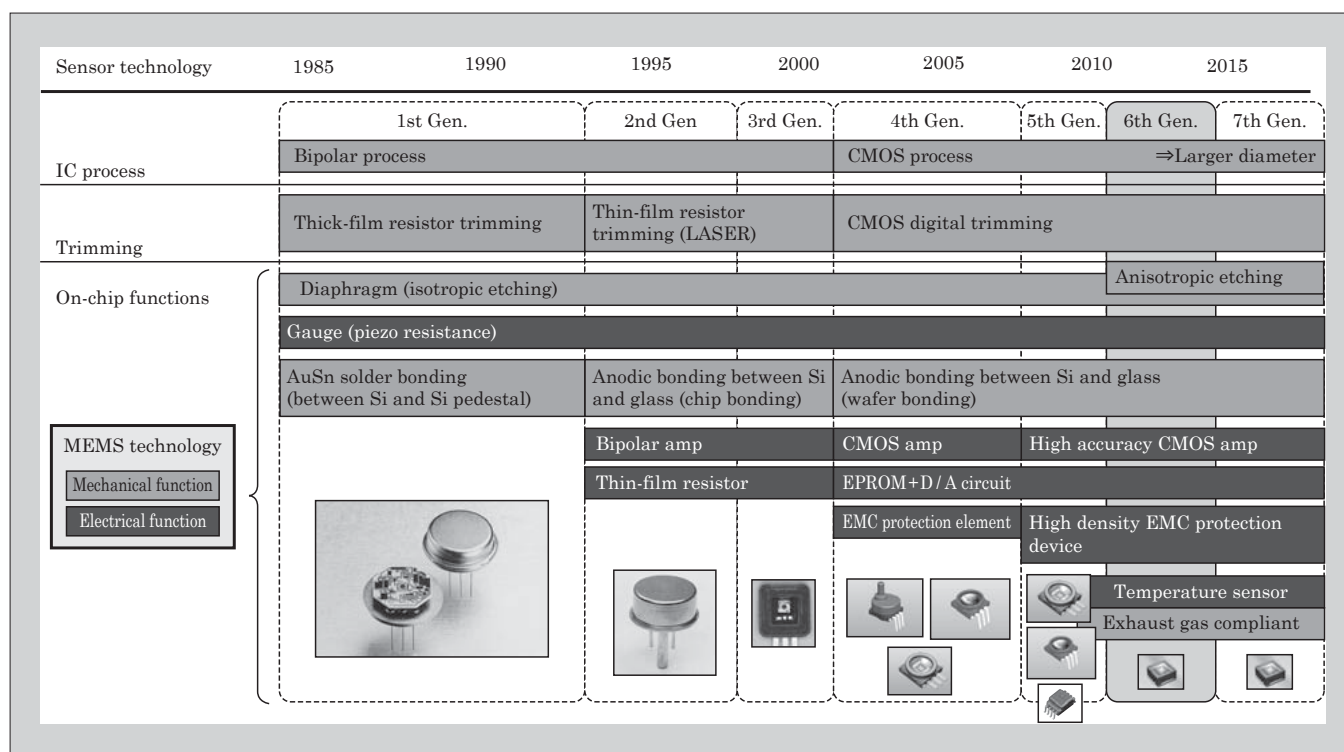 Sensor technology 1985 1990 1995 2000 2005 2010 2015
1st Gen. 2nd Gen 3rd Gen. 4th Gen. 5th Gen. 6th Gen. 7th Gen.
IC process
Bipolar process
CMOS process
⇒Larger diameter
Trimming
Thick-film resistor trimming
Thin-film resistor
trimming (LASER)
CMOS digital trimming
On-chip functions
Diaphragm (isotropic etching)
Anisotropic etching
Gauge (piezo resistance)
AuSn solder bonding
(between Si and Si pedestal)
Anodic bonding between Si
and glass (chip bonding)
Anodic bonding between Si and glass
(wafer bonding)
MEMS technology
Mechanical function
Electrical function
Bipolar amp
CMOS amp
High accuracy CMOS amp
Thin-film resistor
EPROM+D/A circuit
EMC protection element
High density EMC protection
device
Temperature sensor
Exhaust gas compliant